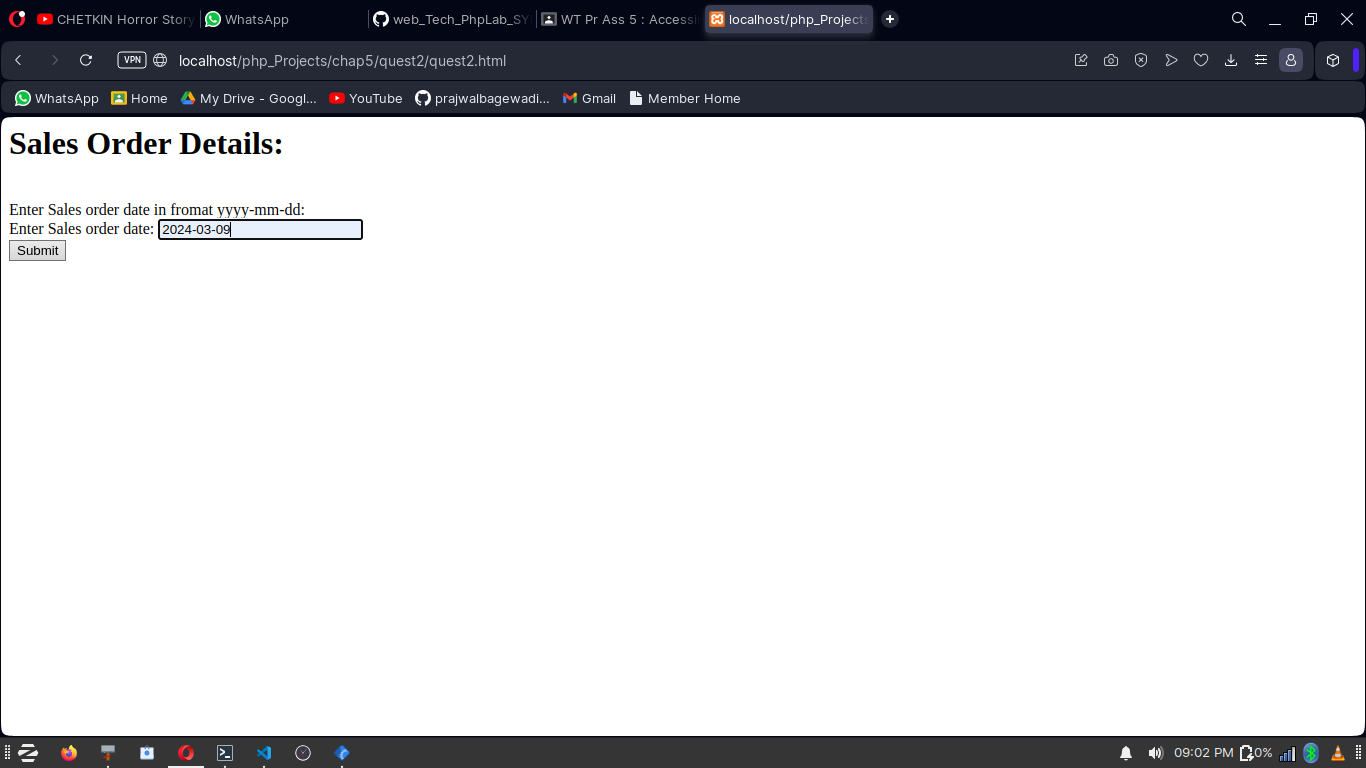 CHETKIN Horror Story
WhatsApp
web_Tech_PhpLab_SY
WT Pr Ass 5 : Accessi
localhost/php_Projects
VPN
localhost/php_Projects/chap5/quest2/quest2.html
WhatsApp
Home
My Drive - Googl...
YouTube
prajwalbagewadi...
Gmail
Member Home
Sales Order Details:
Enter Sales order date in fromat yyyy-mm-dd:
Enter Sales order date: 2024-03-09
Submit
09:02 PM